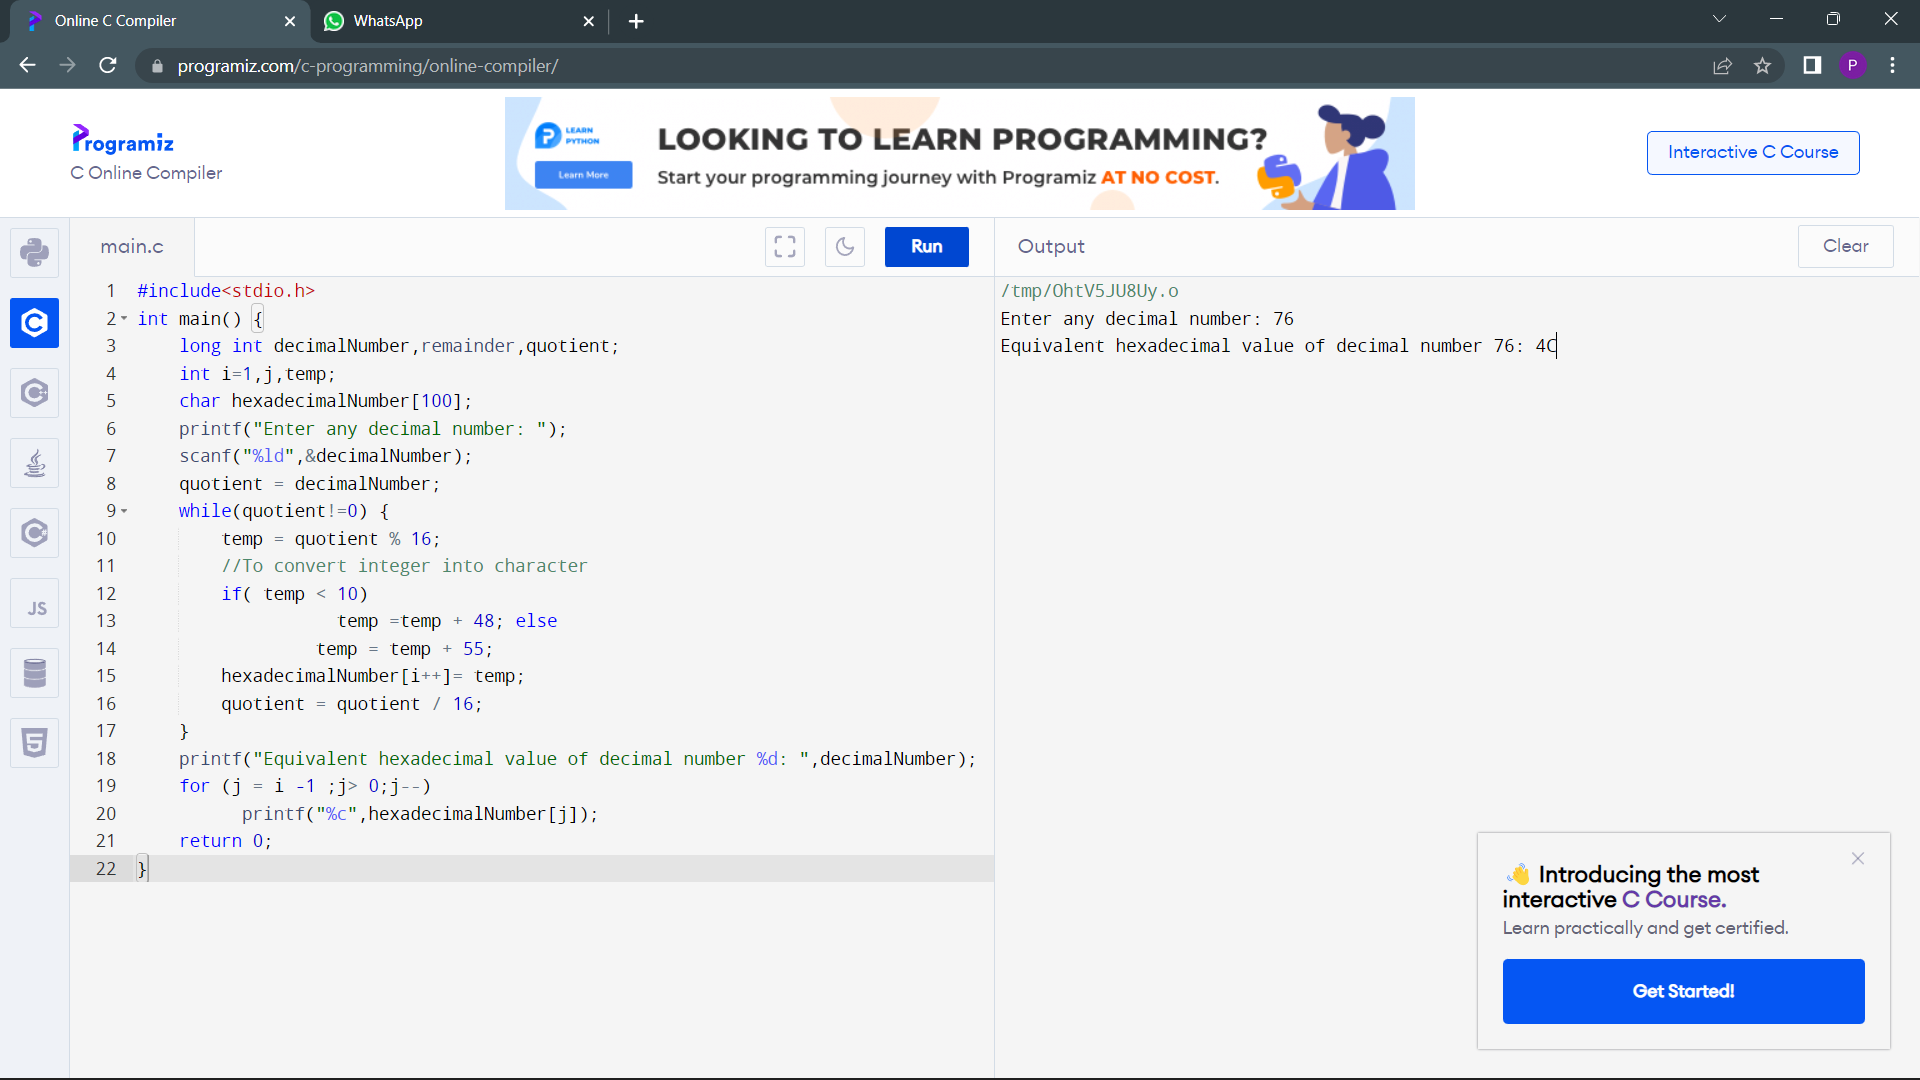 Online C Compiler
WhatsApp
programiz.com/c-programming/online-compiler/
P
Programiz
C Online Compiler
LEARN
PYTHON
Learn More
LOOKING TO LEARN PROGRAMMING?
Start your programming journey with Programiz AT NO COST.
Interactive C Course
main.c
Run
Output
Clear
JS
1 #include<stdio.h>
2 int main() {
3 long int decimalNumber,remainder,quotient;
4 int i=1,j,temp;
5 char hexadecimalNumber[100];
6 printf("Enter any decimal number: ");
7 scanf("%ld",&decimalNumber);
8 quotient = decimalNumber;
9 while(quotient!=0) {
10 temp = quotient % 16;
11 //To convert integer into character
12 if( temp < 10)
13 temp =temp + 48; else
14 temp = temp + 55;
15 hexadecimalNumber[i++]= temp;
16 quotient = quotient / 16;
17 }
18 printf("Equivalent hexadecimal value of decimal number %d: ",decimalNumber);
19 for (j = i -1 ;j> 0;j--)
20 printf("%c",hexadecimalNumber[j]);
21 return 0;
22 }
/tmp/OhtV5JU8Uy.o
Enter any decimal number: 76
Equivalent hexadecimal value of decimal number 76: 4C
👋 Introducing the most
interactive C Course.
Learn practically and get certified.
Get Started!